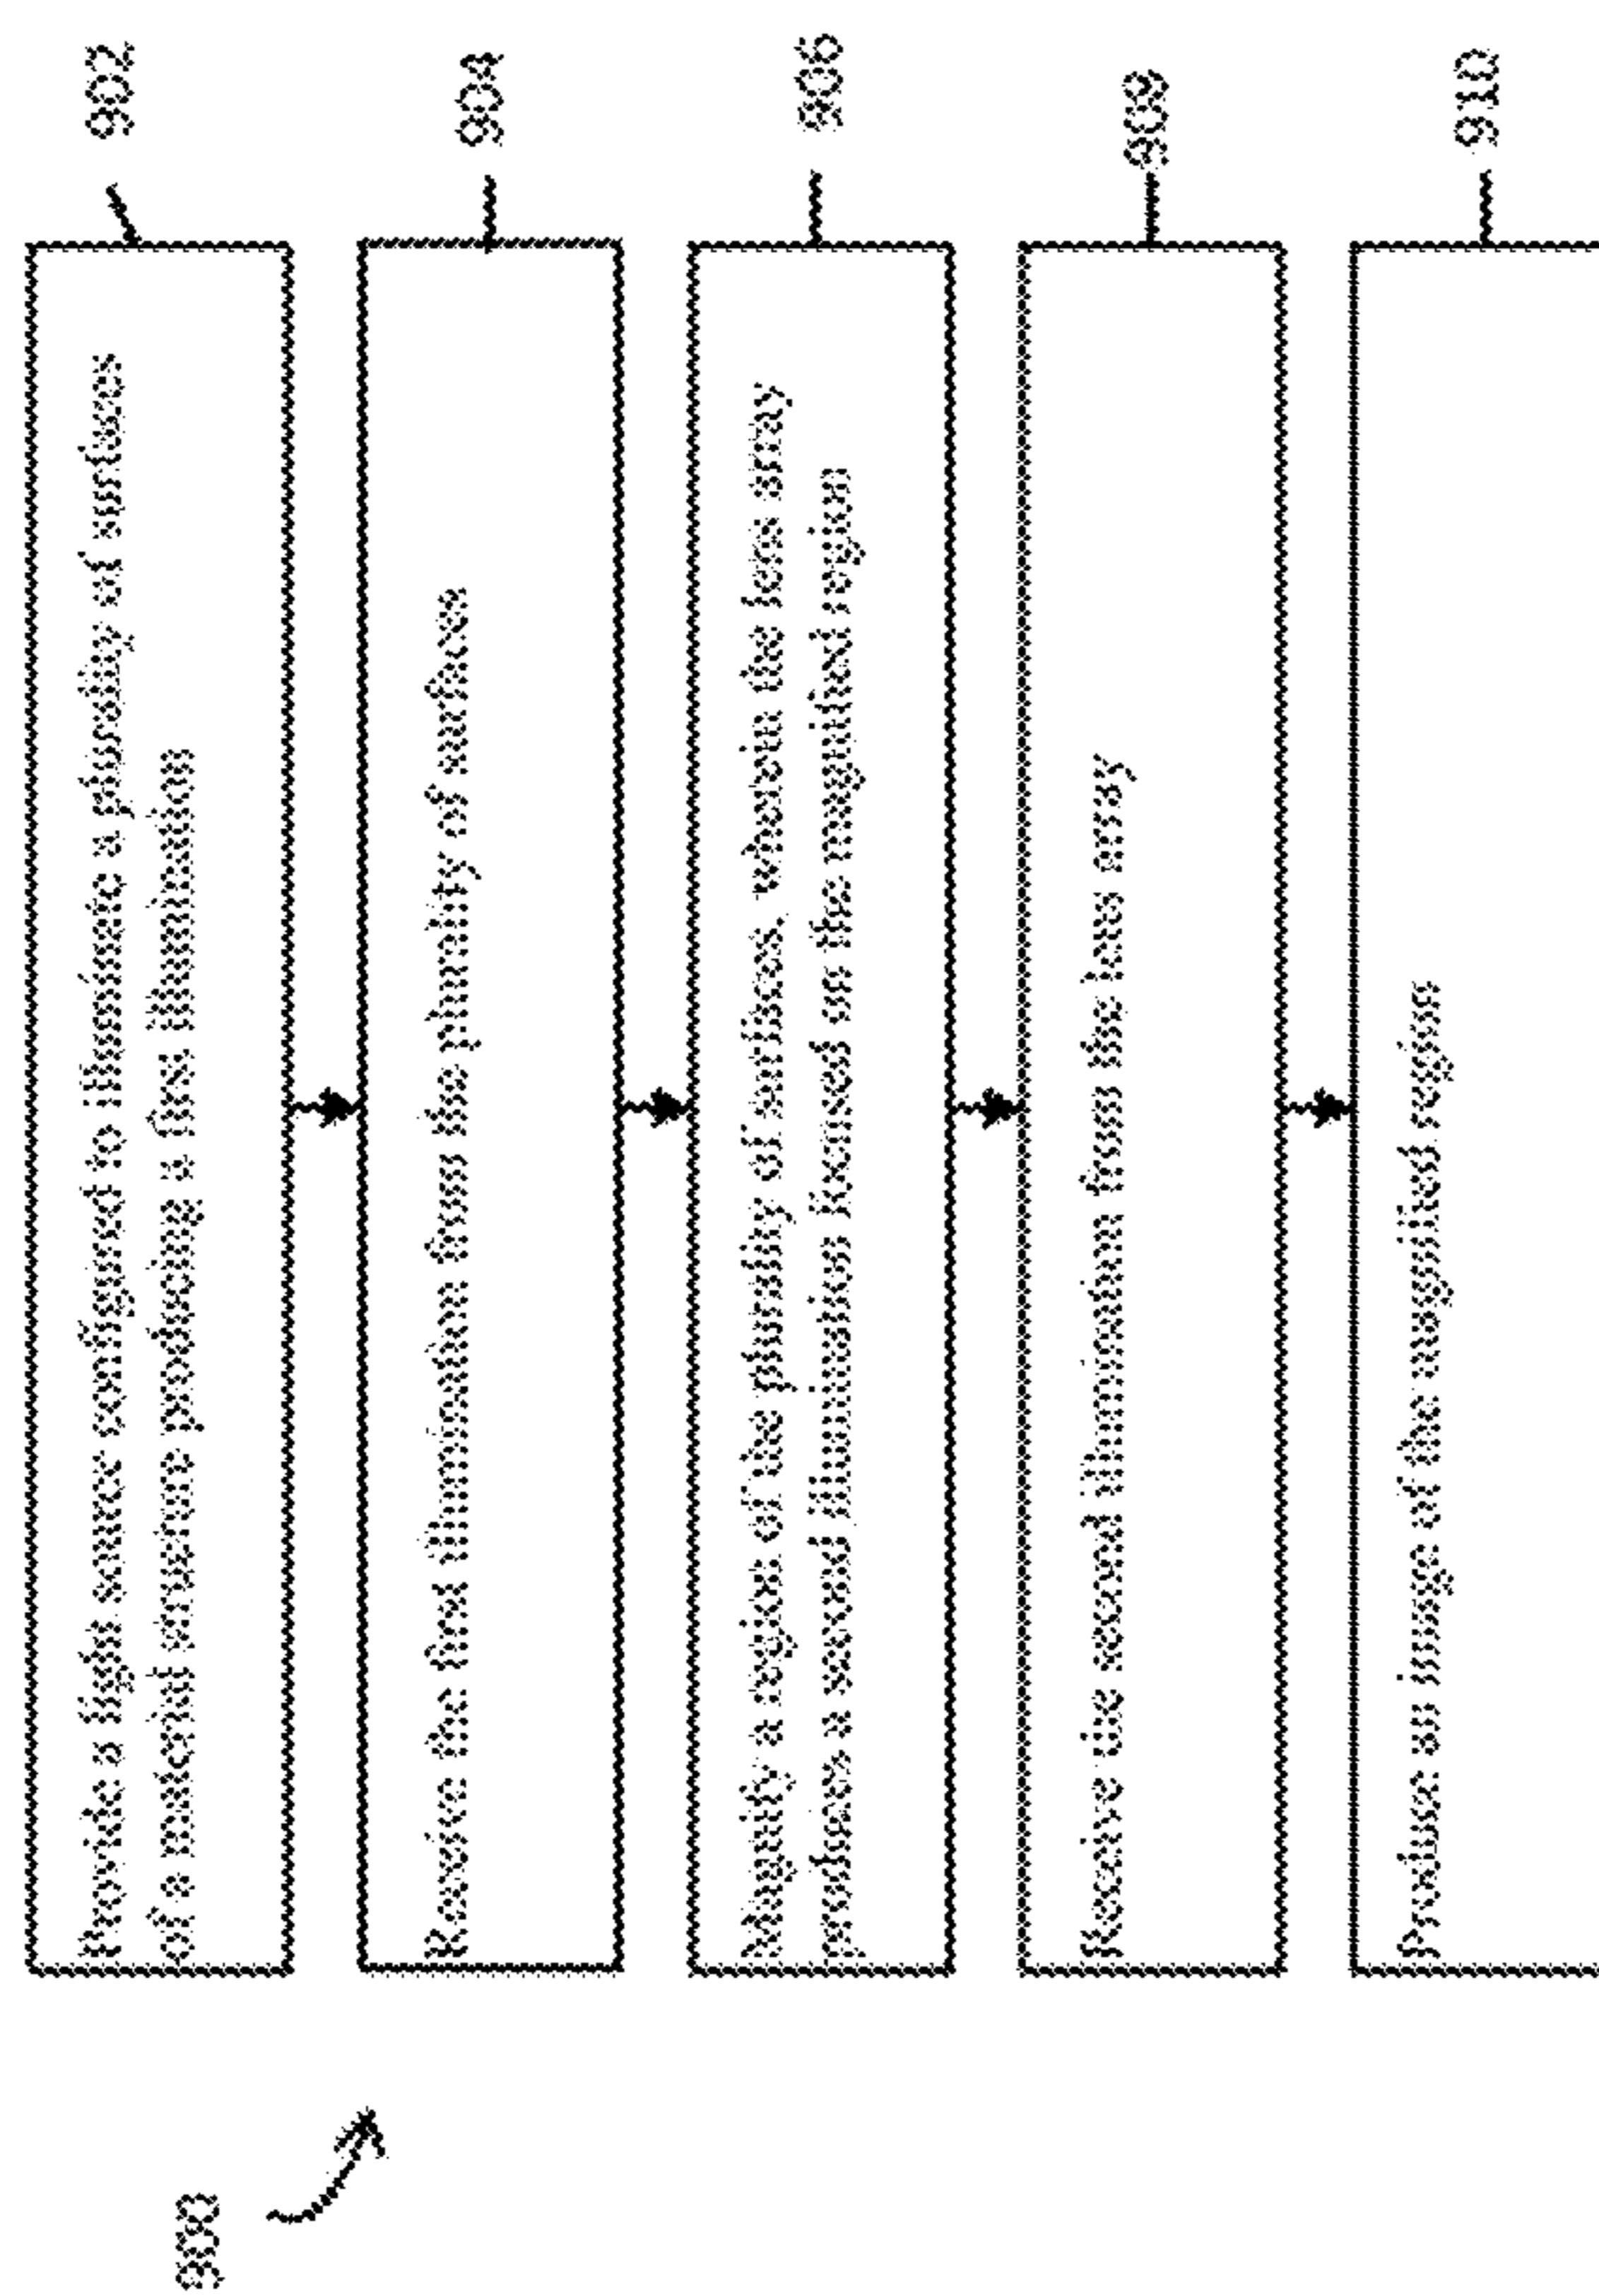 900
Provide a light source configured to illuminate a plurality of surfaces
of a material structure producing a first illumination
902
Receive the first illumination from the plurality of surfaces
904
Magnify a region of the plurality of surfaces, wherein the lens array
produces a second illumination focused on the magnified region
906
Receive the second illumination from the lens array
908
Produce an image of the magnified region
910